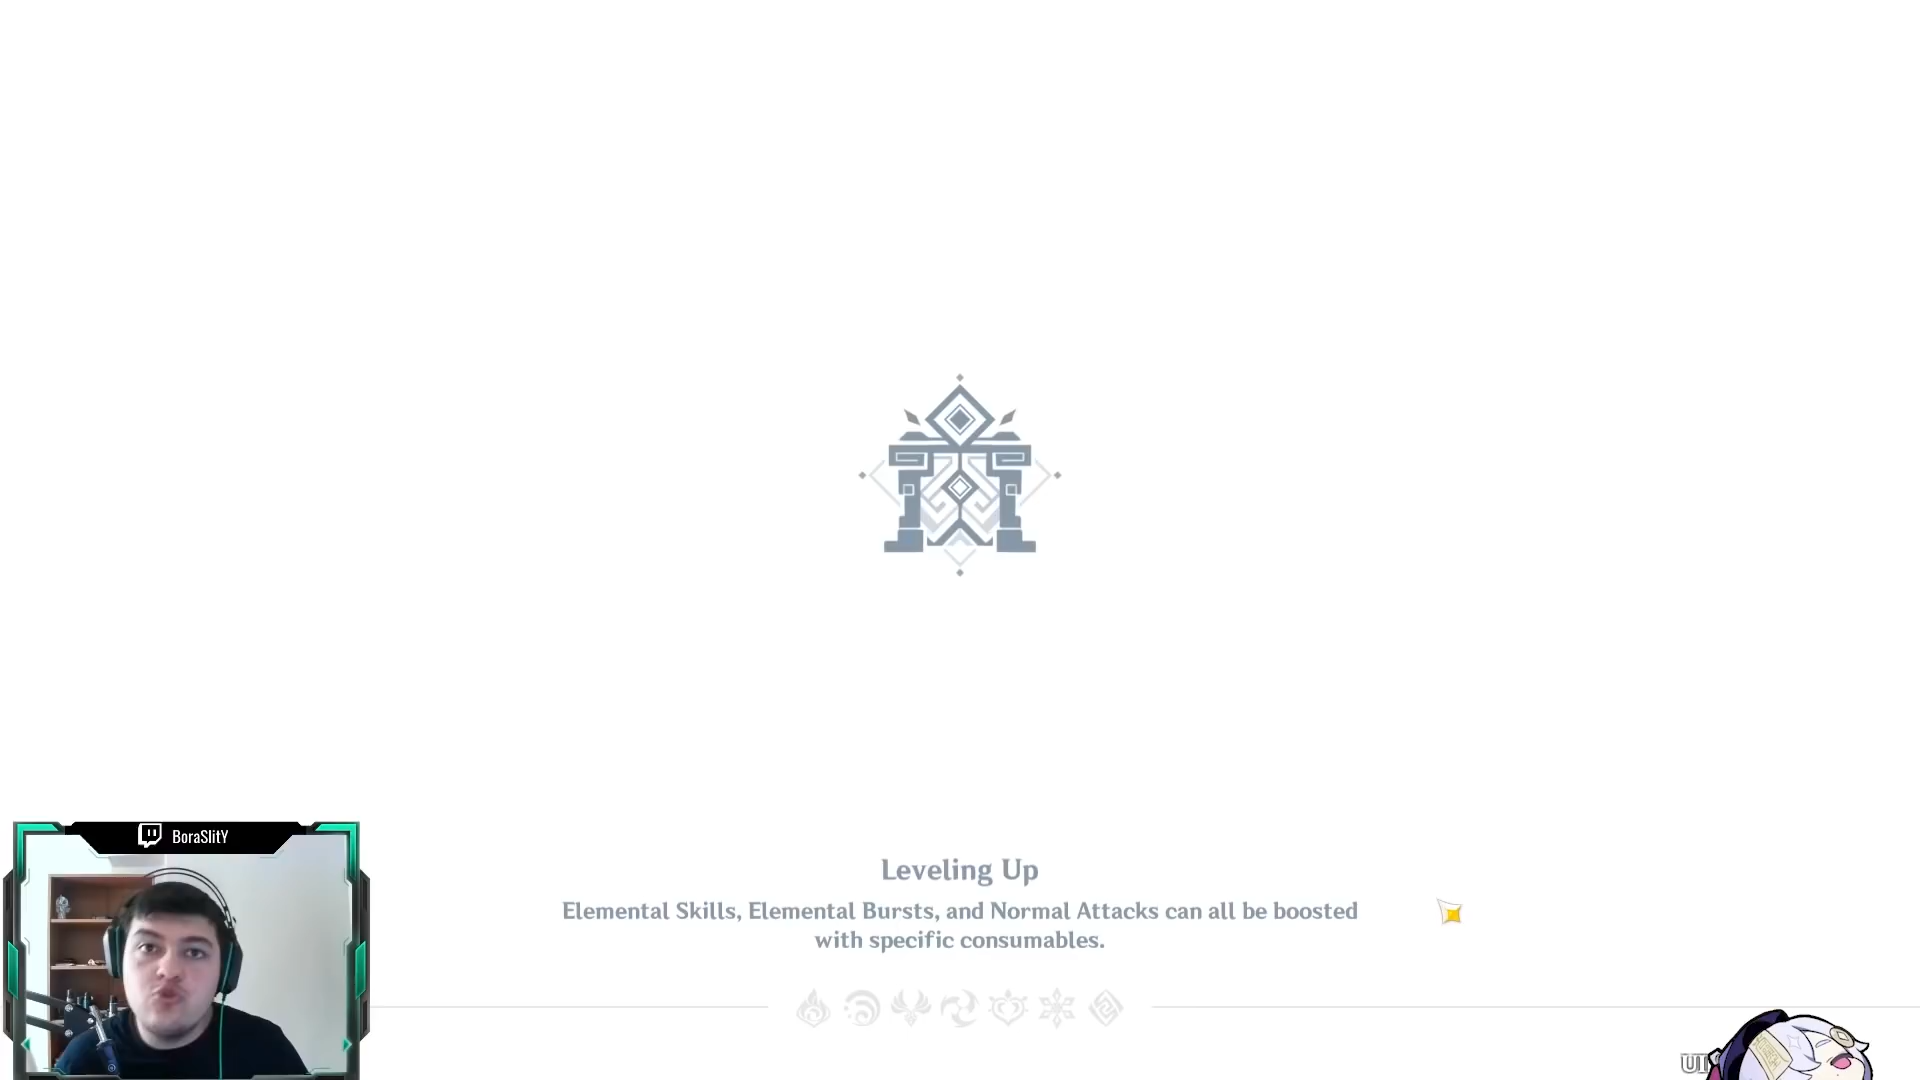 BoraSlitY
Leveling Up
Elemental Skills, Elemental Bursts, and Normal Attacks can all be boosted
with specific consumables.